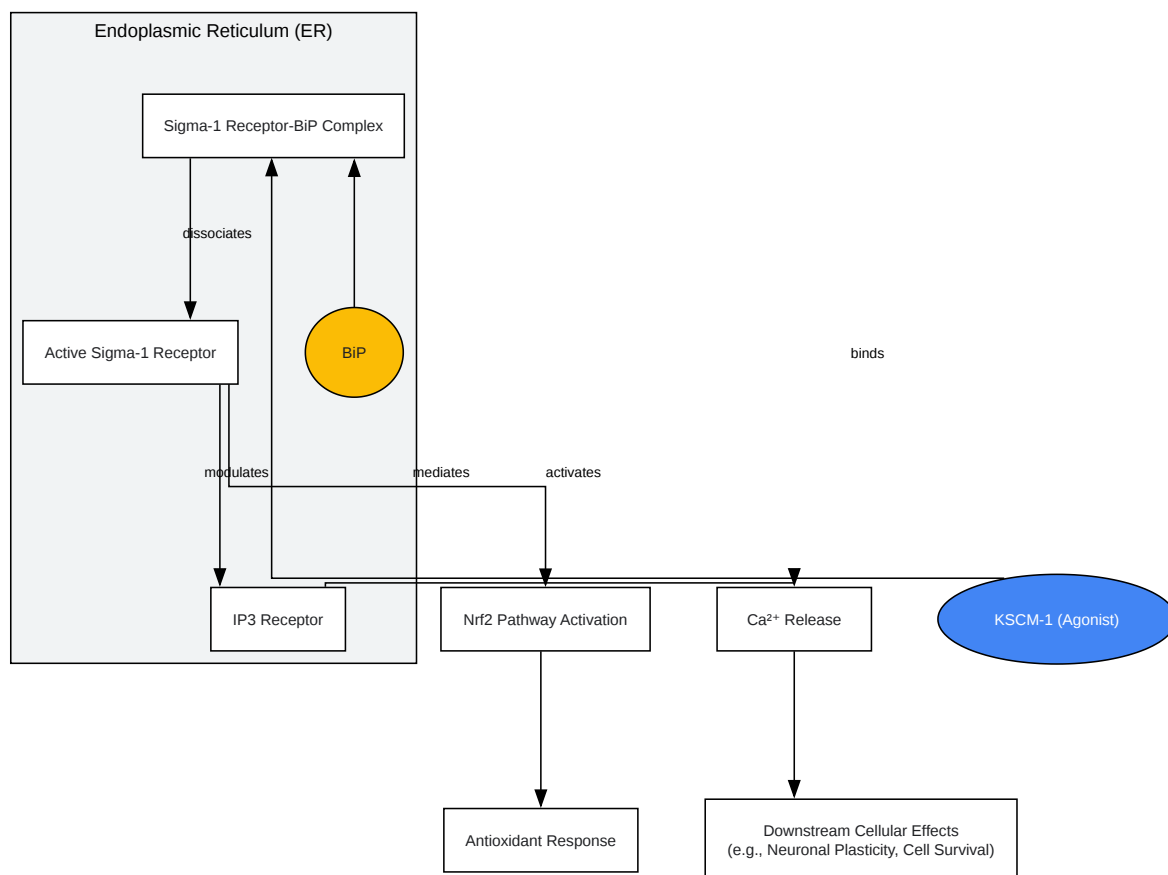 Endoplasmic Reticulum (ER)
Sigma-1 Receptor-BiP Complex
dissociates
Active Sigma-1 Receptor
BiP
binds
modulates
mediates
activates
IP3 Receptor
Nrf2 Pathway Activation
Ca²⁺ Release
KSCM-1 (Agonist)
Antioxidant Response
Downstream Cellular Effects
(e.g., Neuronal Plasticity, Cell Survival)